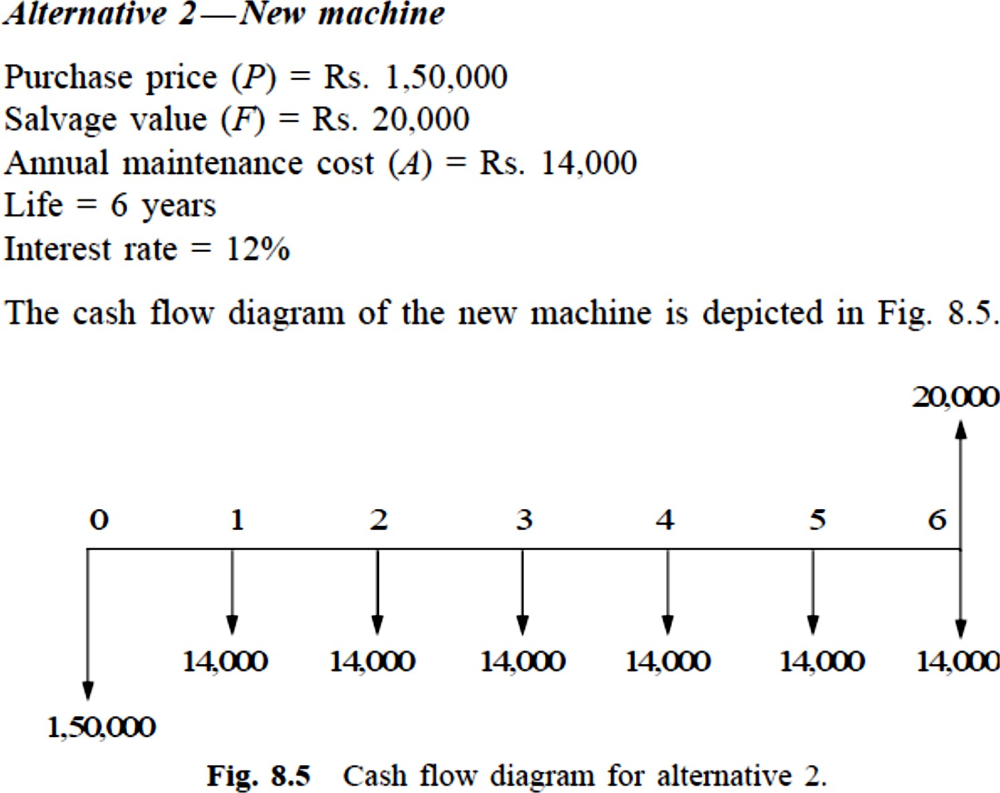 Alternative 2—New machine
Purchase price (P) = Rs. 1,50,000
Salvage value (F) = Rs. 20,000
Annual maintenance cost (A) = Rs. 14,000
Life = 6 years
Interest rate = 12%
The cash flow diagram of the new machine is depicted in Fig. 8.5.
20,000
0 1 2 3 4 5 6
14,000 14,000 14,000 14,000 14,000 14,000
1,50,000
Fig. 8.5 Cash flow diagram for alternative 2.